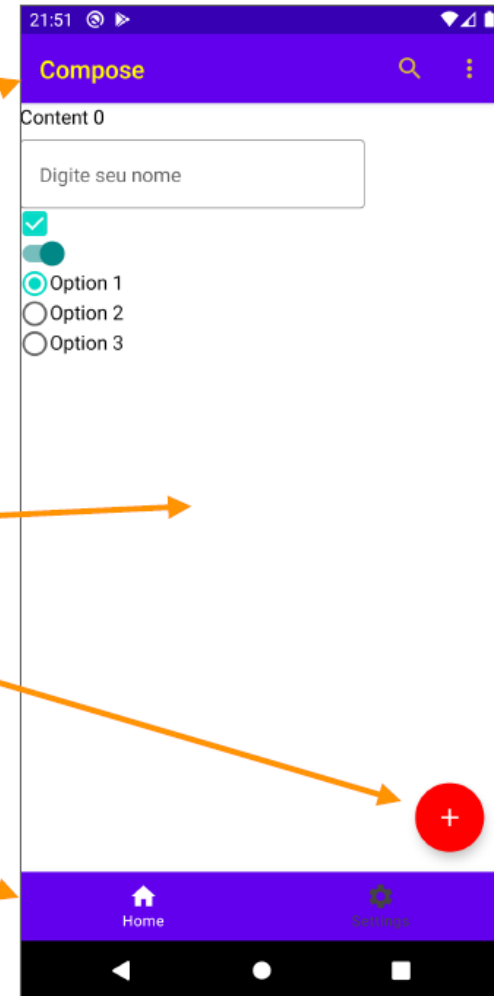 21:51
Compose
Content 0
Digite seu nome
Option 1
Option 2
Option 3
+
Home
Settings